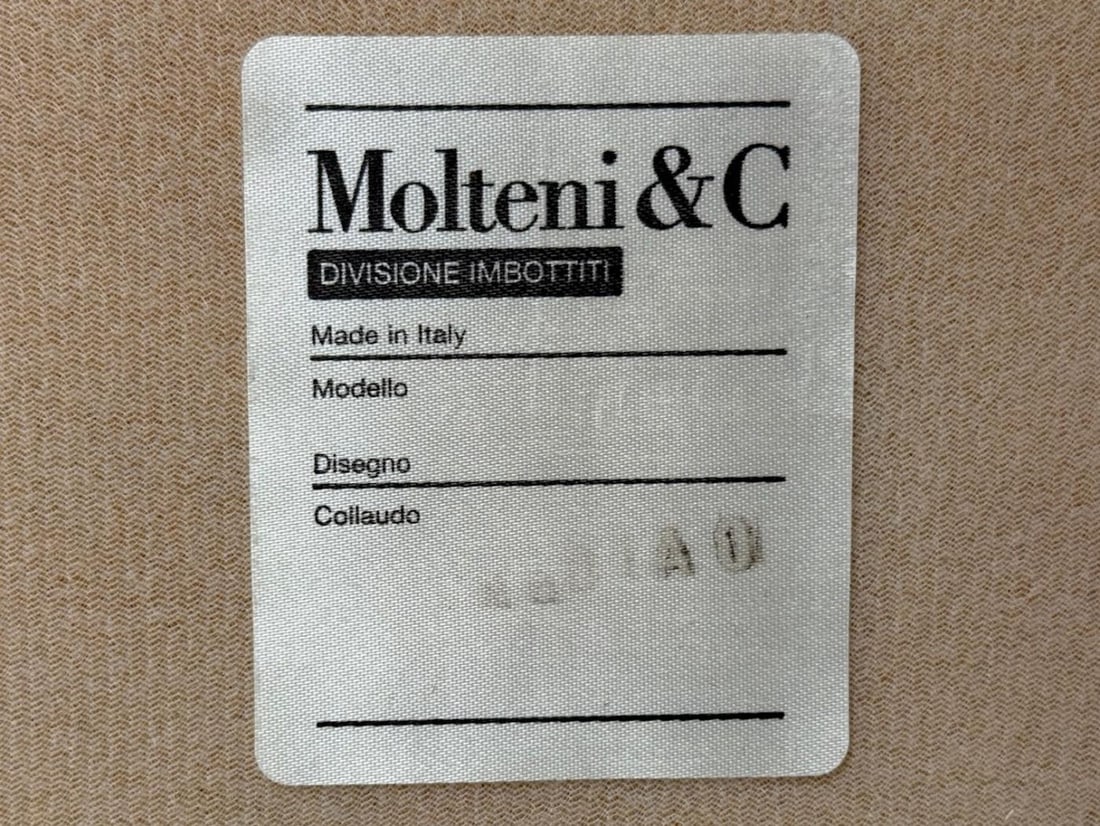 Molteni & C
DIVISIONE IMBOTTITI
Made in Italy
Modello
Disegno
Collaudo